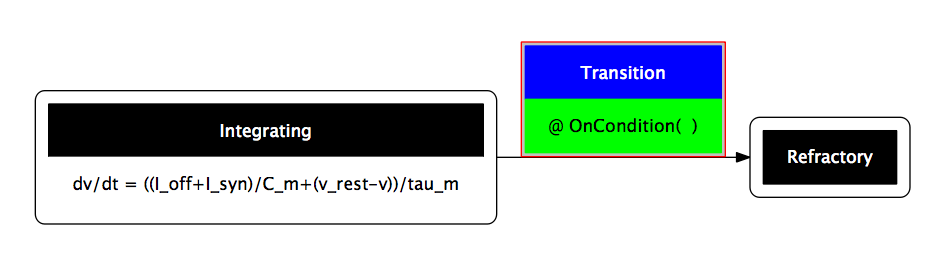 Transition
@ OnCondition(  )
Integrating
dv/dt = ((I_off+I_syn)/C_m+(v_rest-v))/tau_m
Refractory